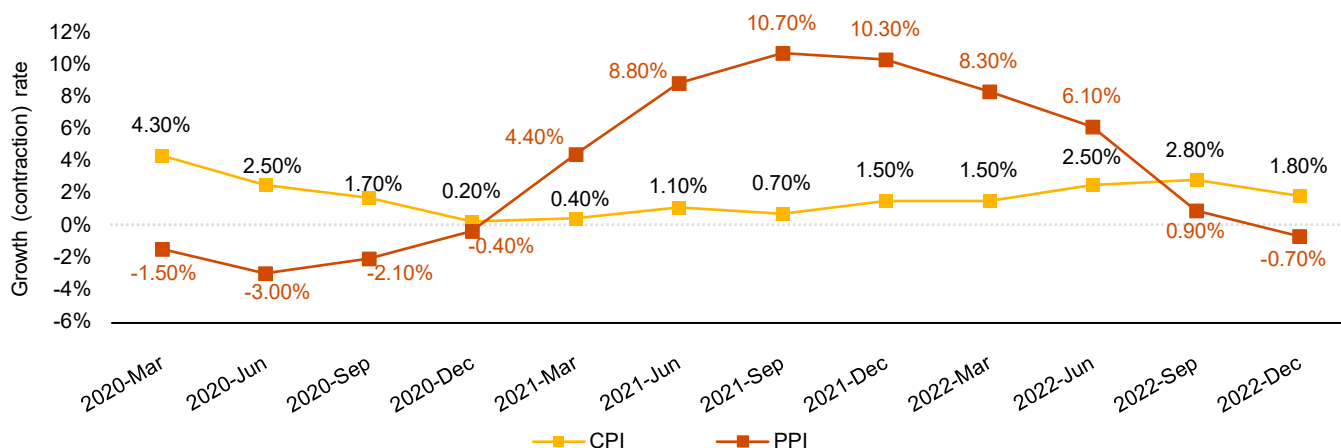 Growth (contraction) rate
12%
10%
8%
6%
4%
2%
0%
-2%
-4%
-6%
4.30%
2.50%
1.70%
0.20%
0.40%
1.10%
0.70%
1.50%
1.50%
2.50%
2.80%
1.80%
-1.50%
-3.00%
-2.10%
-0.40%
4.40%
8.80%
10.70%
10.30%
8.30%
6.10%
0.90%
-0.70%
2020-Mar
2020-Jun
2020-Sep
2020-Dec
2021-Mar
2021-Jun
2021-Sep
2021-Dec
2022-Mar
2022-Jun
2022-Sep
2022-Dec
CPI
PPI